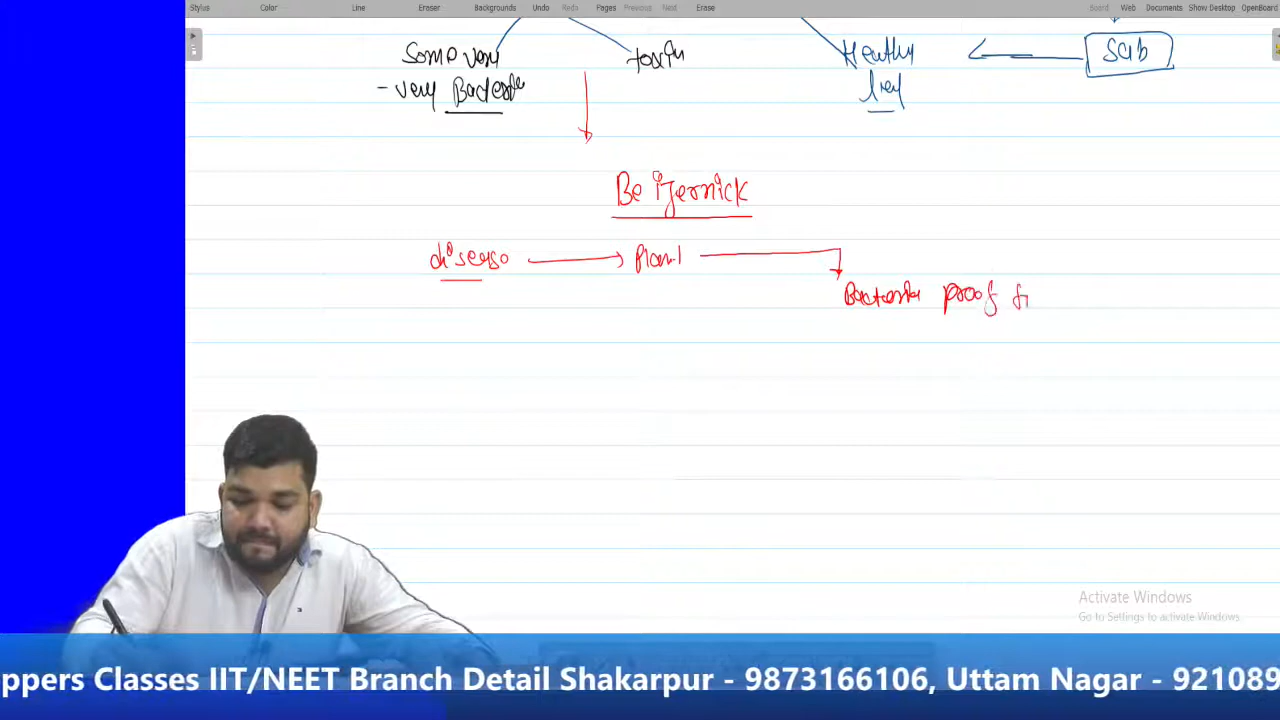 Stylus Color Line Eraser Backgrounds Undo Redo Pages Previous Next Erase Board Web Documents Show Desktop OpenBoard
Some very toxin Healthy Sab
- very Bacteria
Beijernick
disease Plant
Bacteria proof fi
Activate Windows
Go to Settings to activate Windows.
ppers Classes IIT/NEET Branch Detail Shakarpur - 9873166106, Uttam Nagar - 921089